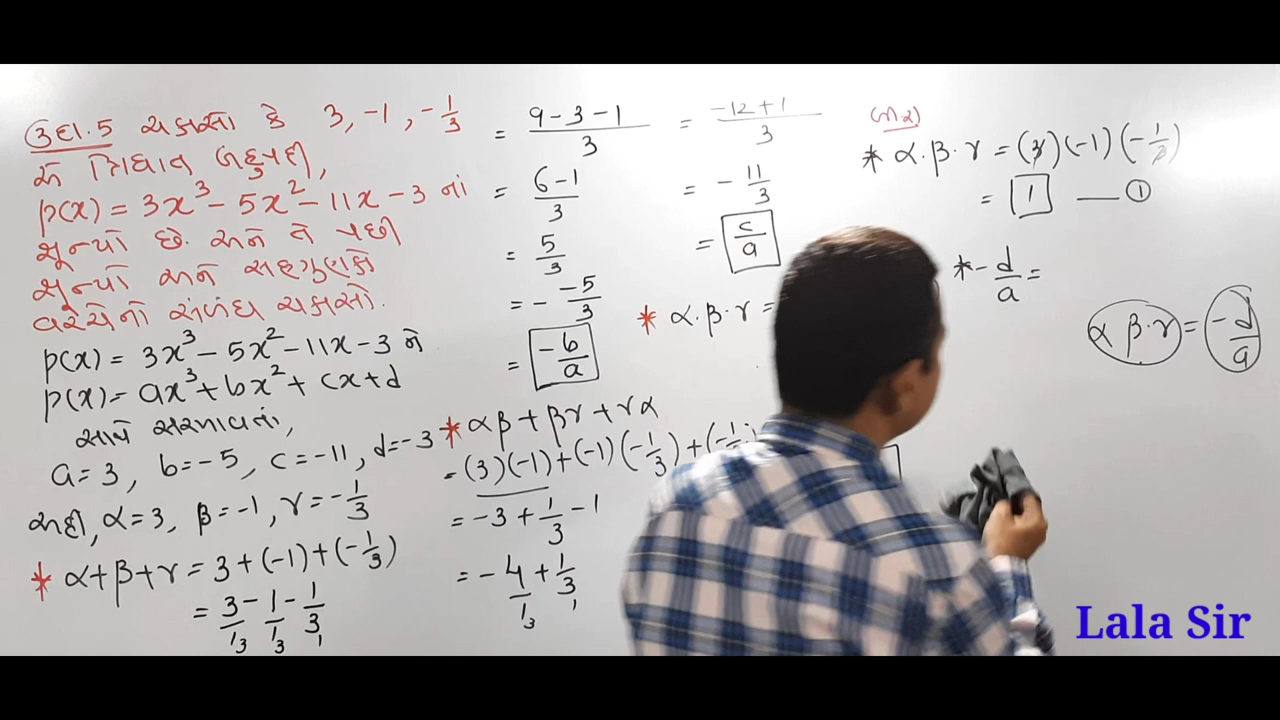 ઉદા.5 ચકાસો કે 3, -1, -1/3
એ ત્રિઘાત બહુપદી,
p(x) = 3x³ - 5x² - 11x - 3 નાં
શૂન્યો છે. અને તે પછી
શૂન્યો અને સહગુણકો
વચ્ચેનો સંબંધ ચકાસો.
p(x) = 3x³ - 5x² - 11x - 3 ને
p(x) = ax³ + bx² + cx + d
સાથે સરખાવતાં,
a = 3, b = -5, c = -11, d = -3
અહી, α = 3, β = -1, γ = -1/3
* α + β + γ = 3 + (-1) + (-1/3)
= 3/1 - 1/1 - 1/3
= (9 - 3 - 1)/3
= (6 - 1)/3
= 5/3
= - -5/3
= -b/a
* αβ + βγ + γα
= (3)(-1) + (-1)(-1/3) + (-1/3)
= -3 + 1/3 - 1
= -4/1 + 1/3
= (-12 + 1)/3
= -11/3
= c/a
* α.β.γ =
* α.β.γ = (3)(-1)(-1/3)
= 1 — ①
* -d/a =
α β.γ = -d/a
Lala Sir